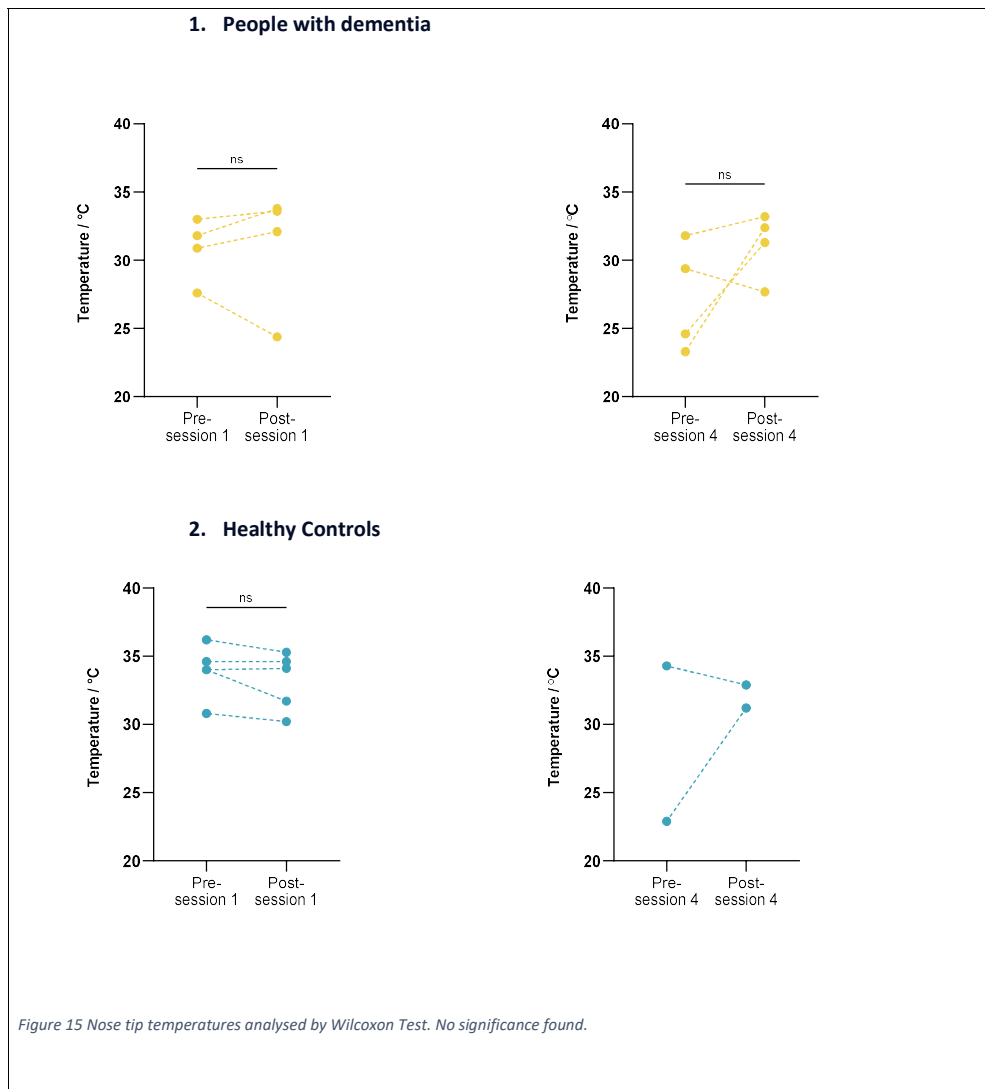 1. People with dementia
40
35
30
25
20
Temperature / °C
ns
Pre-
session 1
Post-
session 1
40
35
30
25
20
Temperature / °C
ns
Pre-
session 4
Post-
session 4
2. Healthy Controls
40
35
30
25
20
Temperature / °C
ns
Pre-
session 1
Post-
session 1
40
35
30
25
20
Temperature / °C
Pre-
session 4
Post-
session 4
Figure 15 Nose tip temperatures analysed by Wilcoxon Test. No significance found.